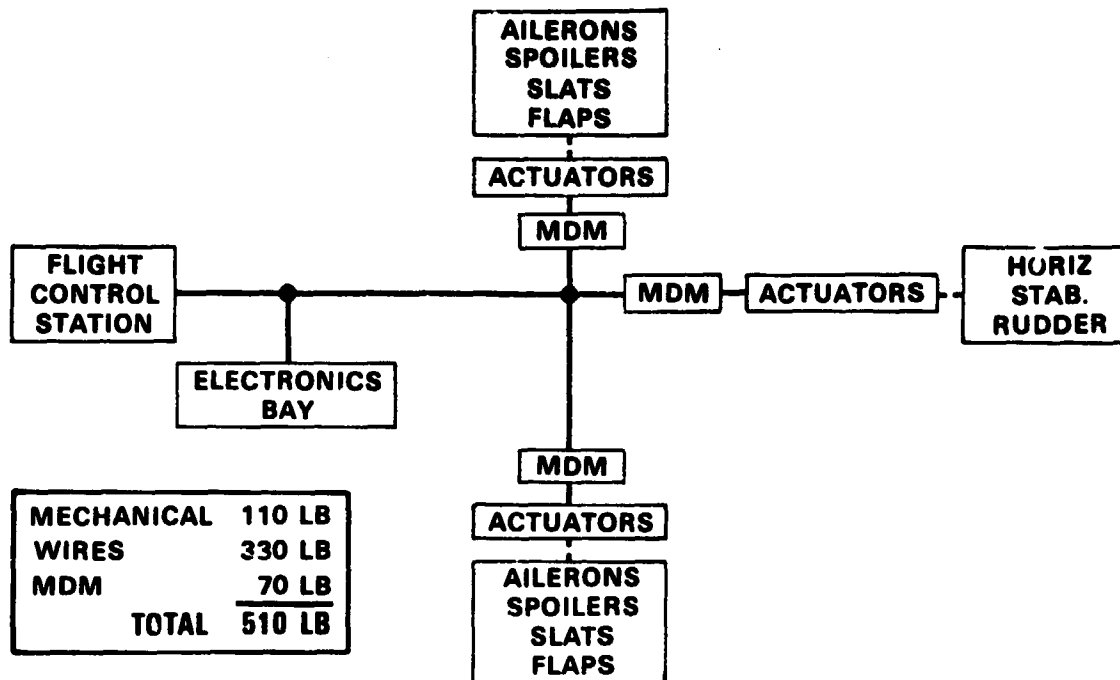 AILERONS
SPOILERS
SLATS
FLAPS
ACTUATORS
MDM
FLIGHT
CONTROL
STATION
MDM
ACTUATORS
HORIZ
STAB.
RUDDER
ELECTRONICS
BAY
MDM
ACTUATORS
AILERONS
SPOILERS
SLATS
FLAPS
MECHANICAL 110 LB
WIRES 330 LB
MDM 70 LB
TOTAL 510 LB